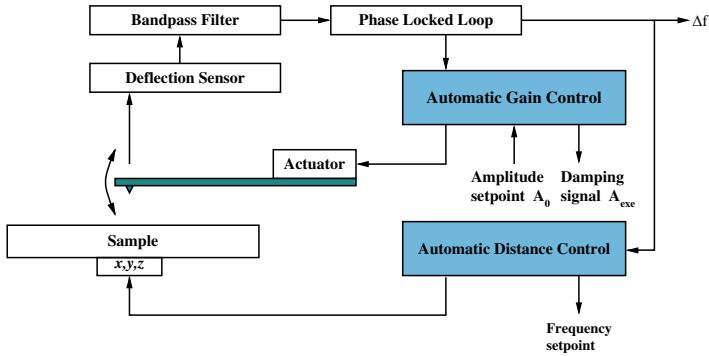 Bandpass Filter
Phase Locked Loop
Δf
Deflection Sensor
Automatic Gain Control
Actuator
Amplitude
setpoint A0
Damping
signal Aexe
Sample
x,y,z
Automatic Distance Control
Frequency
setpoint